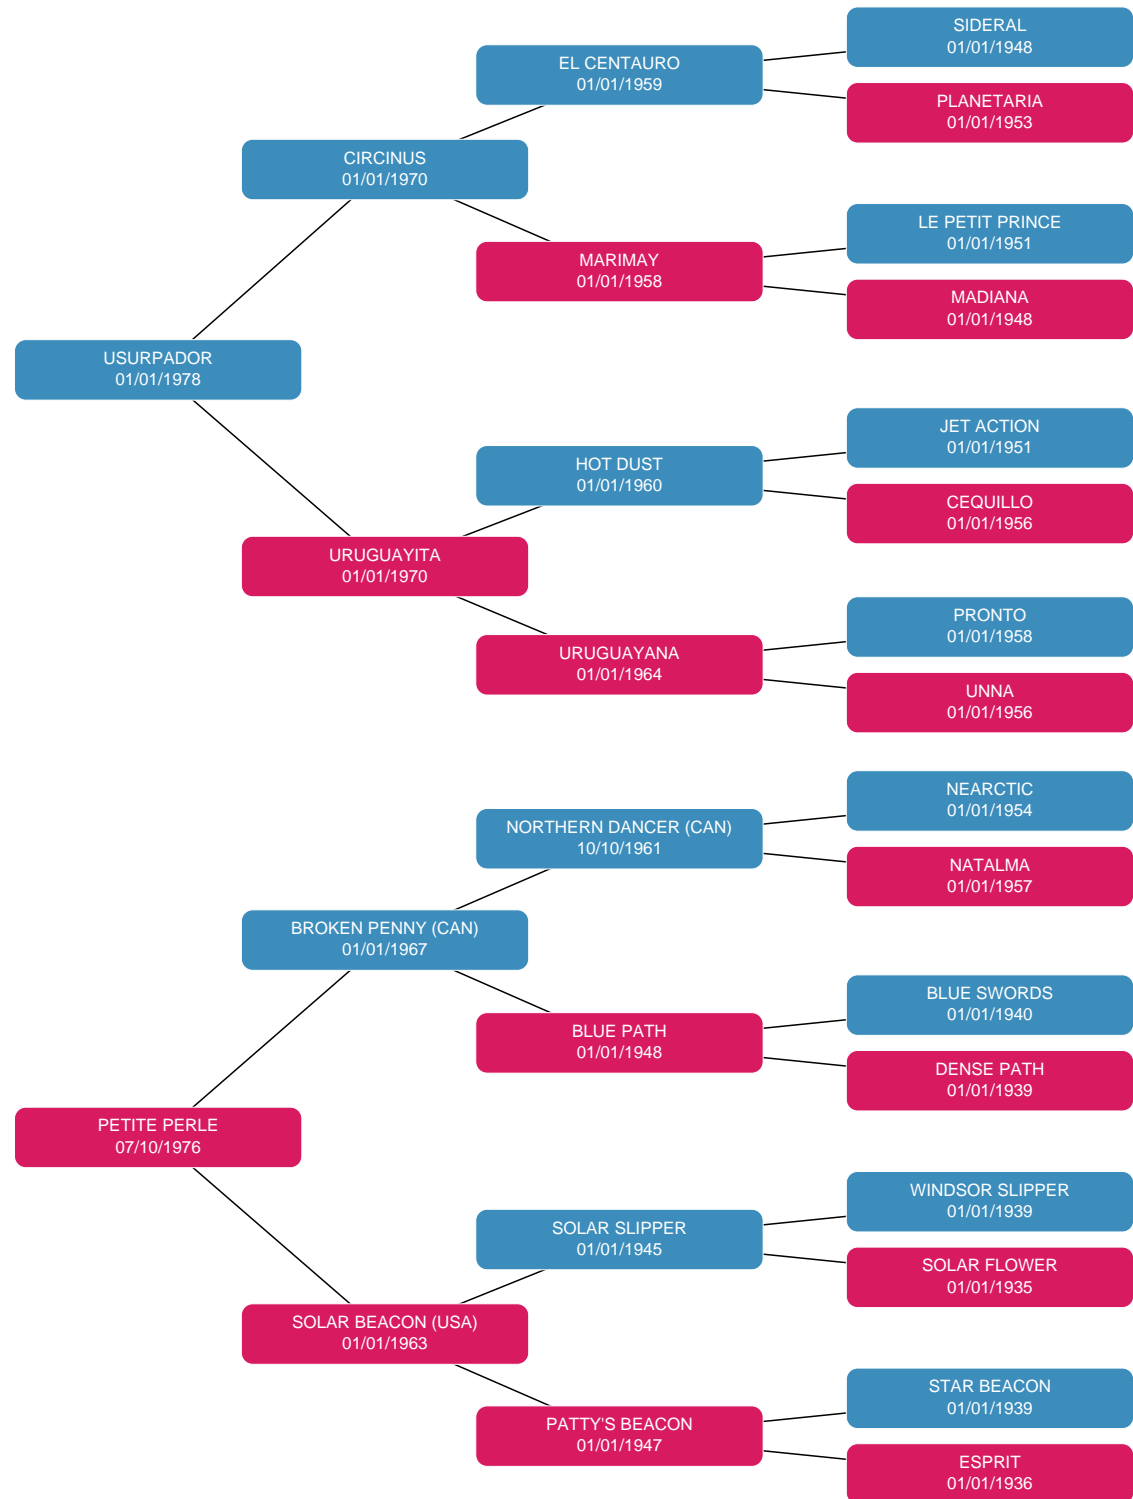 SIDERAL
01/01/1948
EL CENTAURO
01/01/1959
PLANETARIA
01/01/1953
CIRCINUS
01/01/1970
LE PETIT PRINCE
01/01/1951
MARIMAY
01/01/1958
MADIANA
01/01/1948
USURPADOR
01/01/1978
JET ACTION
01/01/1951
HOT DUST
01/01/1960
CEQUILLO
01/01/1956
URUGUAYITA
01/01/1970
PRONTO
01/01/1958
URUGUAYANA
01/01/1964
UNNA
01/01/1956
NEARCTIC
01/01/1954
NORTHERN DANCER (CAN)
10/10/1961
NATALMA
01/01/1957
BROKEN PENNY (CAN)
01/01/1967
BLUE SWORDS
01/01/1940
BLUE PATH
01/01/1948
DENSE PATH
01/01/1939
PETITE PERLE
07/10/1976
WINDSOR SLIPPER
01/01/1939
SOLAR SLIPPER
01/01/1945
SOLAR FLOWER
01/01/1935
SOLAR BEACON (USA)
01/01/1963
STAR BEACON
01/01/1939
PATTY'S BEACON
01/01/1947
ESPRIT
01/01/1936